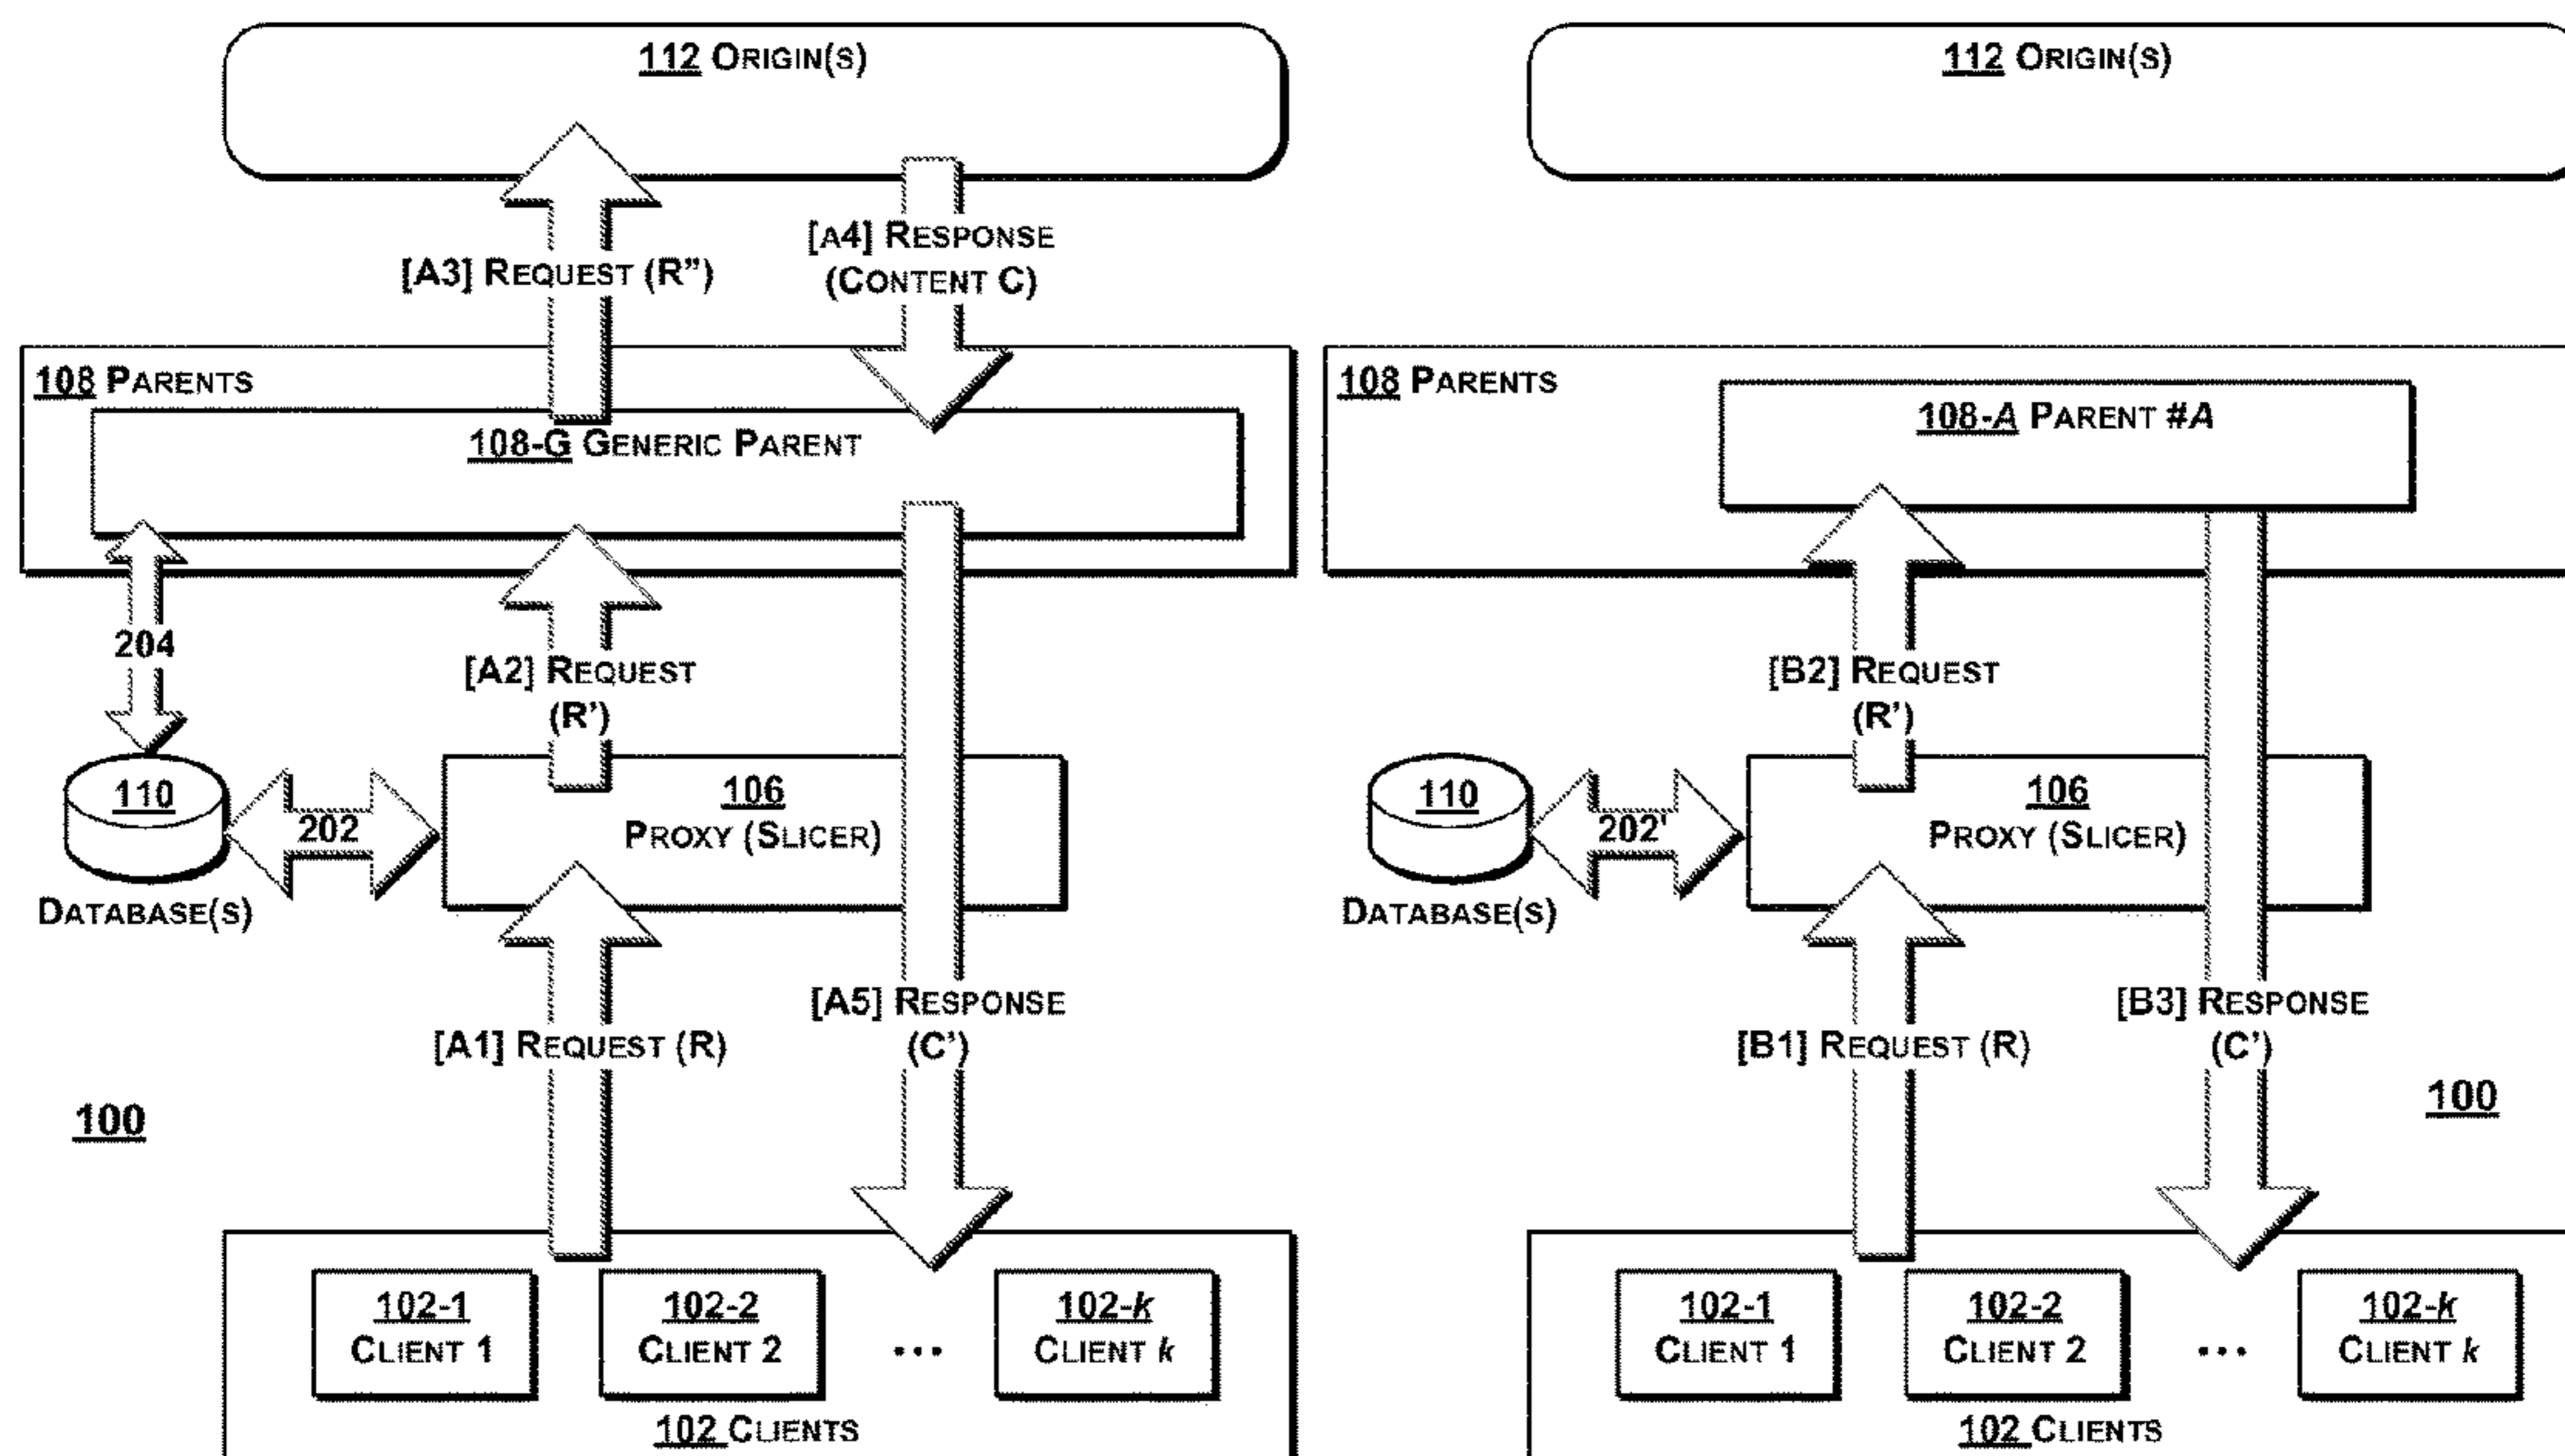 112 ORIGIN(S)
[A3] REQUEST (R”)
[A4] RESPONSE
(CONTENT C)
108 PARENTS
108-G GENERIC PARENT
204
[A2] REQUEST
(R’)
110
DATABASE(S)
202
106
PROXY (SLICER)
[A1] REQUEST (R)
[A5] RESPONSE
(C’)
100
102-1
CLIENT 1
102-2
CLIENT 2
...
102-k
CLIENT k
102 CLIENTS
112 ORIGIN(S)
108 PARENTS
108-A PARENT #A
[B2] REQUEST
(R’)
110
DATABASE(S)
202'
106
PROXY (SLICER)
[B1] REQUEST (R)
[B3] RESPONSE
(C’)
100
102-1
CLIENT 1
102-2
CLIENT 2
...
102-k
CLIENT k
102 CLIENTS